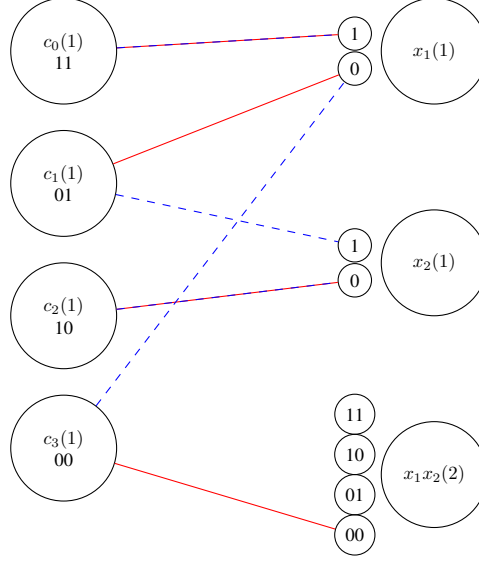 c₀(1)
11
1
0
x₁(1)
c₁(1)
01
1
0
x₂(1)
c₂(1)
10
c₃(1)
00
11
10
01
00
x₁x₂(2)